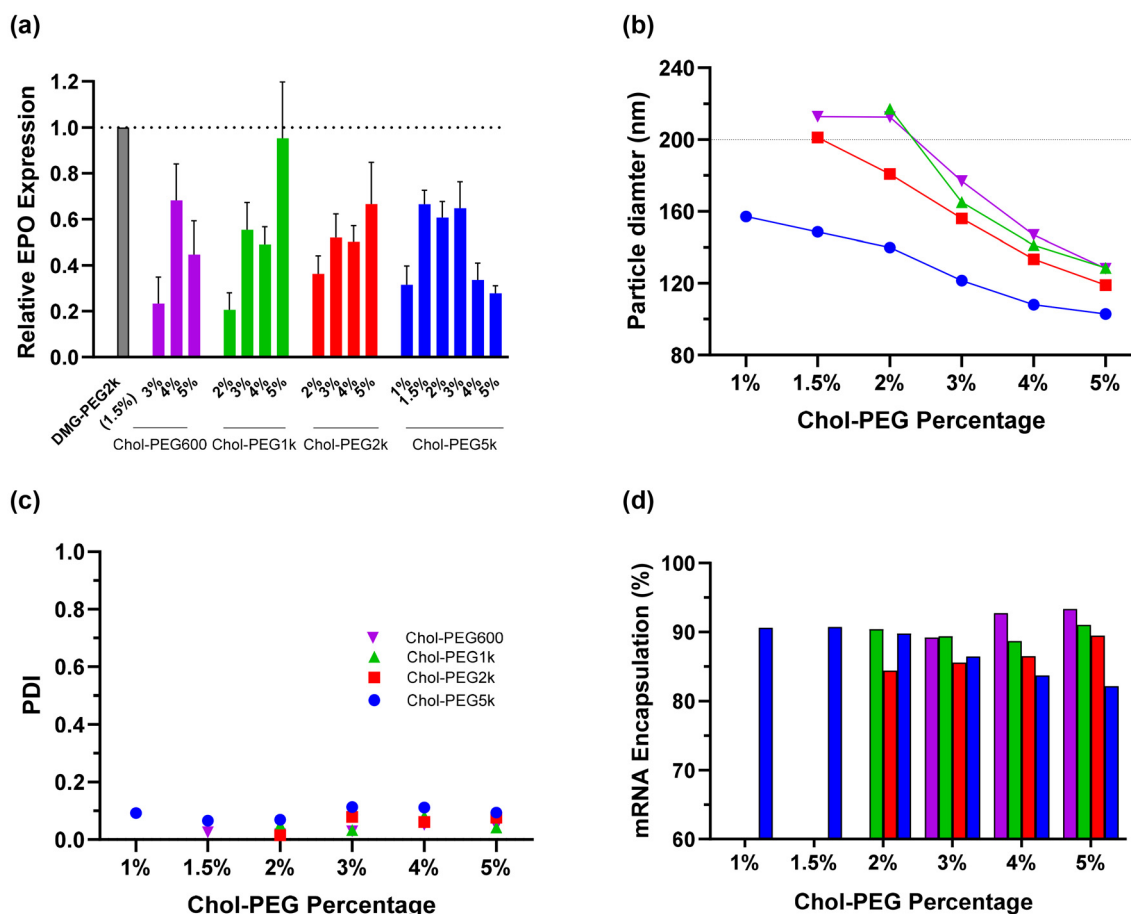 (a)
Relative EPO Expression
1.2
1.0
0.8
0.6
0.4
0.2
0.0
DMG-PEG2k
(1.5%)
3% 4% 5%
2% 3% 4% 5%
2% 3% 4% 5%
1% 1.5% 2% 3% 4% 5%
Chol-PEG600 Chol-PEG1k Chol-PEG2k Chol-PEG5k
(b)
Particle diamter (nm)
240
200
160
120
80
1% 1.5% 2% 3% 4% 5%
Chol-PEG Percentage
(c)
PDI
1.0
0.8
0.6
0.4
0.2
0.0
Chol-PEG600
Chol-PEG1k
Chol-PEG2k
Chol-PEG5k
1% 1.5% 2% 3% 4% 5%
Chol-PEG Percentage
(d)
mRNA Encapsulation (%)
100
90
80
70
60
1% 1.5% 2% 3% 4% 5%
Chol-PEG Percentage